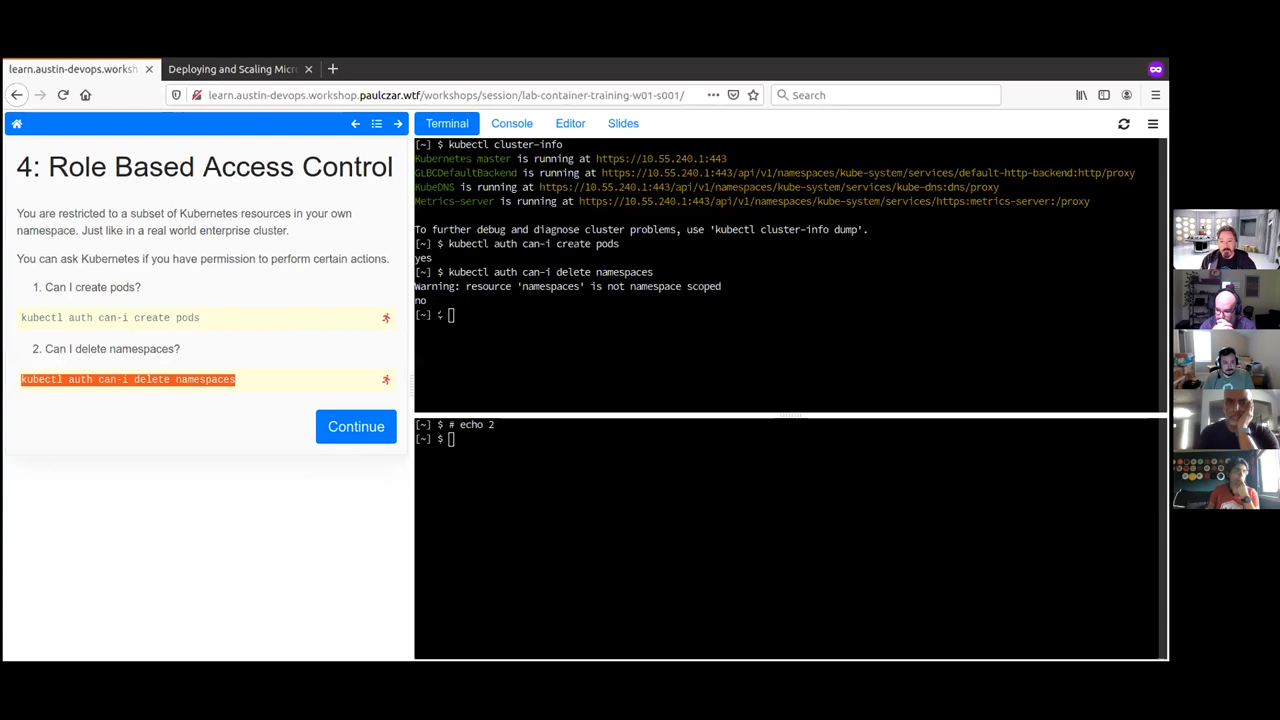 learn.austin-devops.worksh
Deploying and Scaling Micr
learn.austin-devops.workshop.paulczar.wtf/workshops/session/lab-container-training-w01-s001/
Search
Terminal
Console
Editor
Slides
4: Role Based Access Control
You are restricted to a subset of Kubernetes resources in your own
namespace. Just like in a real world enterprise cluster.
You can ask Kubernetes if you have permission to perform certain actions.
1. Can I create pods?
kubectl auth can-i create pods
2. Can I delete namespaces?
kubectl auth can-i delete namespaces
Continue
[~] $ kubectl cluster-info
Kubernetes master is running at https://10.55.240.1:443
GLBCDefaultBackend is running at https://10.55.240.1:443/api/v1/namespaces/kube-system/services/default-http-backend:http/proxy
KubeDNS is running at https://10.55.240.1:443/api/v1/namespaces/kube-system/services/kube-dns:dns/proxy
Metrics-server is running at https://10.55.240.1:443/api/v1/namespaces/kube-system/services/https:metrics-server:/proxy
To further debug and diagnose cluster problems, use 'kubectl cluster-info dump'.
[~] $ kubectl auth can-i create pods
yes
[~] $ kubectl auth can-i delete namespaces
Warning: resource 'namespaces' is not namespace scoped
no
[~] $
[~] $ # echo 2
[~] $